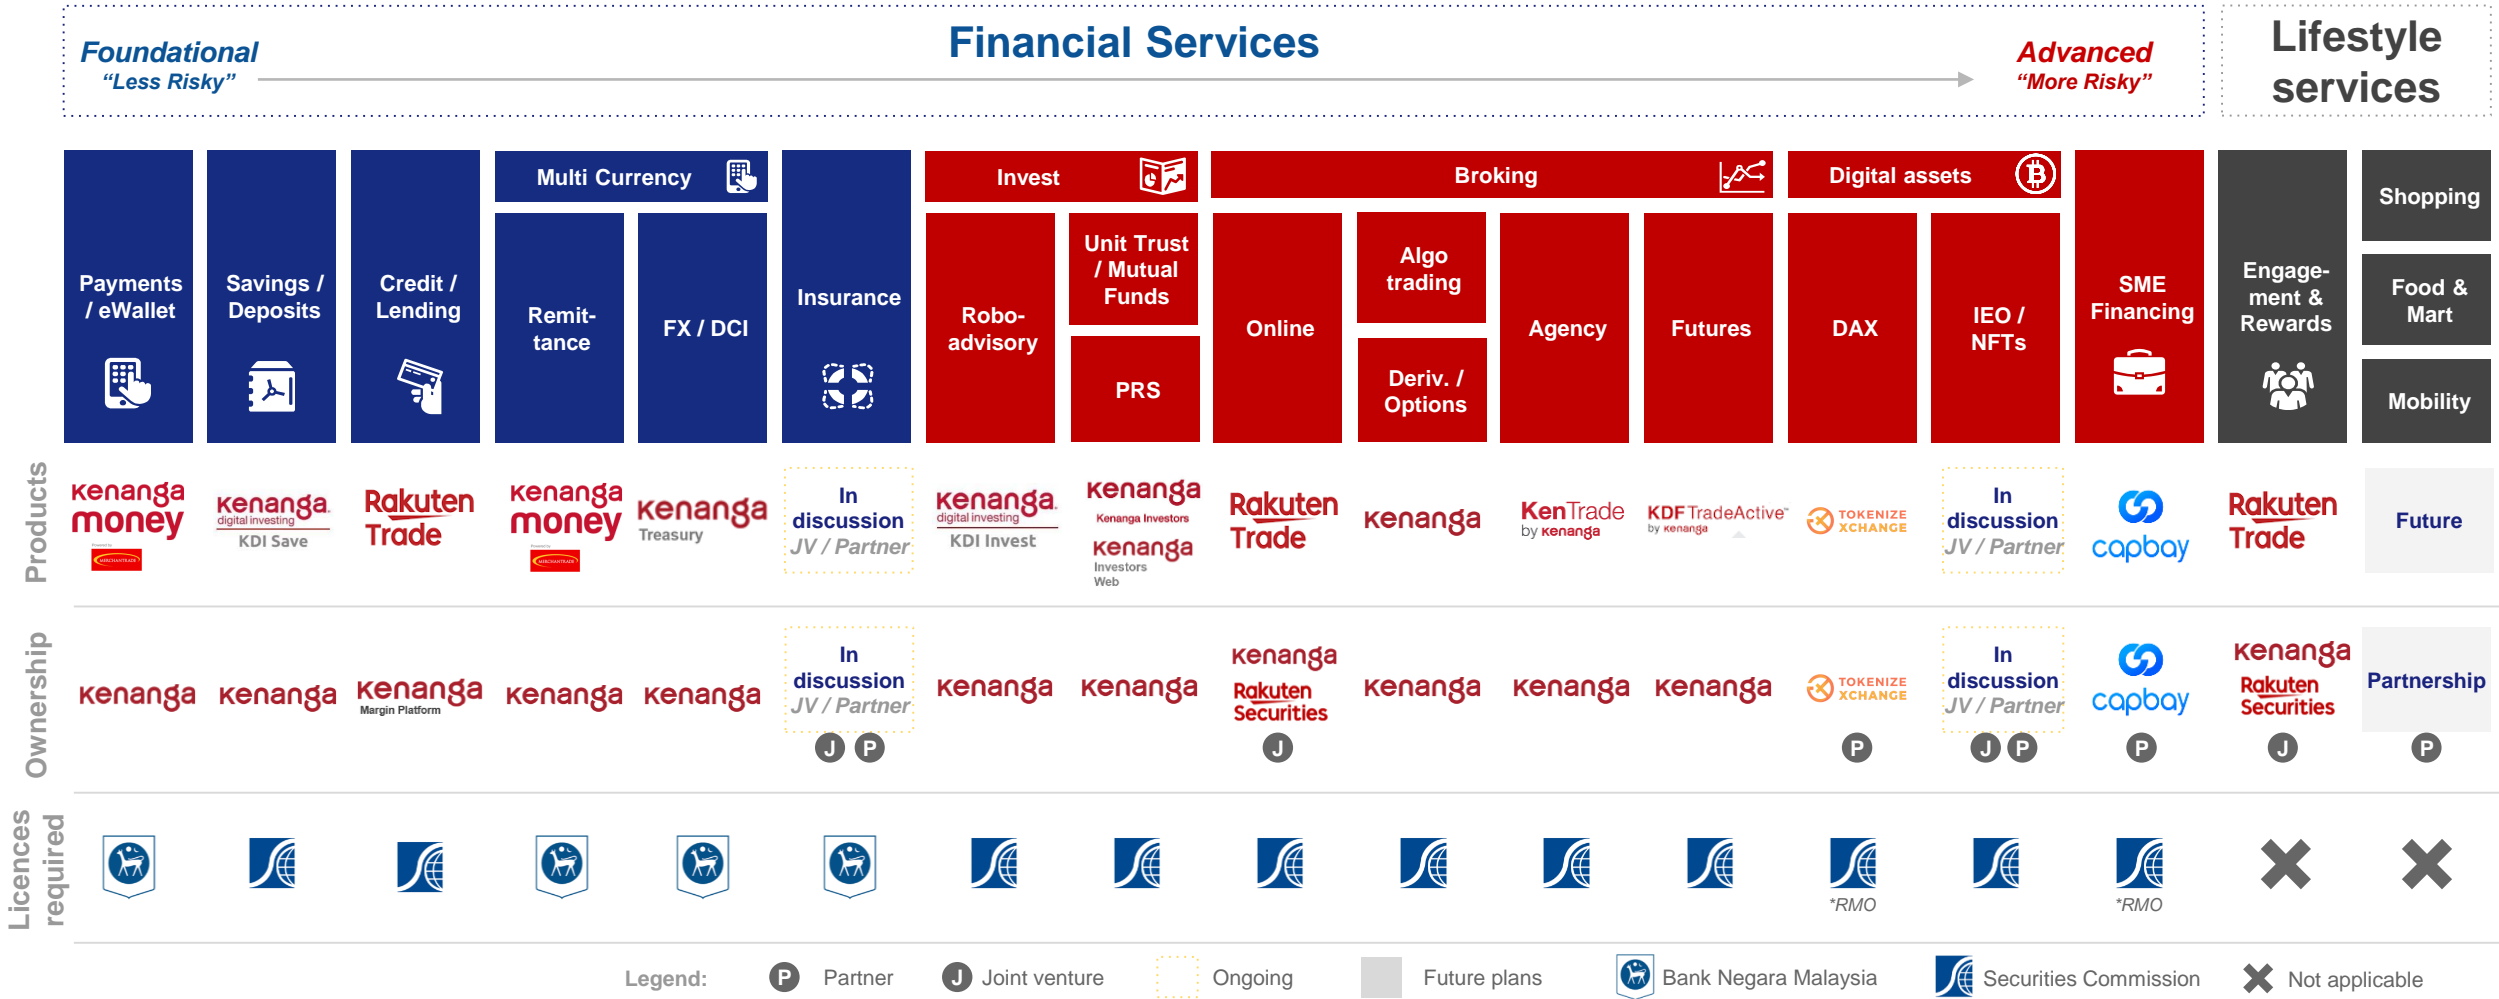 Financial Services
Foundational
“Less Risky”
Advanced
“More Risky”
Lifestyle
services
Payments
/ eWallet
Savings /
Deposits
Credit /
Lending
Multi Currency
Remit-
tance
FX / DCI
Insurance
Invest
Robo-
advisory
Unit Trust
/ Mutual
Funds
PRS
Broking
Online
Algo
trading
Deriv. /
Options
Agency
Futures
Digital assets
DAX
IEO /
NFTs
SME
Financing
Engage-
ment &
Rewards
Shopping
Food &
Mart
Mobility
Products
kenanga
money
Powered by
MERCHANTRADE
kenanga
digital investing
KDI Save
Rakuten
Trade
kenanga
money
Powered by
MERCHANTRADE
kenanga
Treasury
In
discussion
JV / Partner
kenanga
digital investing
KDI Invest
kenanga
Kenanga Investors
kenanga
Investors
Web
Rakuten
Trade
kenanga
KenTrade
by kenanga
KDF TradeActive™
by kenanga
TOKENIZE
XCHANGE
In
discussion
JV / Partner
capbay
Rakuten
Trade
Future
Ownership
kenanga
kenanga
kenanga
Margin Platform
kenanga
kenanga
In
discussion
JV / Partner
J P
kenanga
kenanga
kenanga
Rakuten
Securities
J
kenanga
kenanga
kenanga
TOKENIZE
XCHANGE
P
In
discussion
JV / Partner
J P
capbay
P
kenanga
Rakuten
Securities
J
Partnership
P
Licences
required
*RMO
*RMO
Legend:
P Partner
J Joint venture
Ongoing
Future plans
Bank Negara Malaysia
Securities Commission
Not applicable